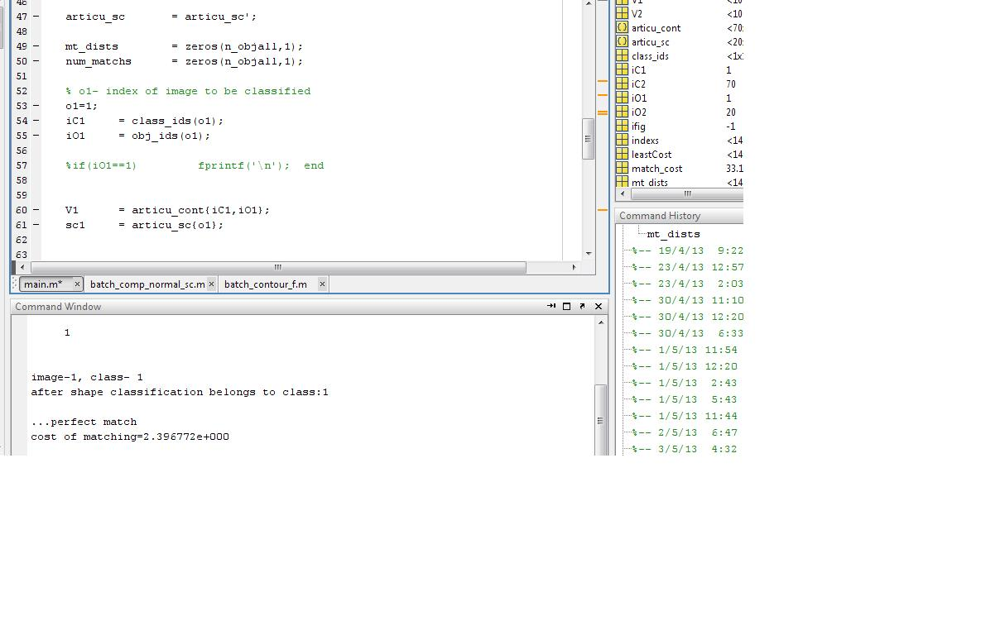 46
47 - articu_sc = articu_sc';
48
49 - mt_dists = zeros(n_objall,1);
50 - num_matchs = zeros(n_objall,1);
51
52 % o1- index of image to be classified
53 - o1=1;
54 - iC1 = class_ids(o1);
55 - iO1 = obj_ids(o1);
56
57 %if(iO1==1) fprintf('\n'); end
58
59
60 - V1 = articu_cont{iC1,iO1};
61 - sc1 = articu_sc{o1};
62
63
main.m* × batch_comp_normal_sc.m × batch_contour_f.m ×
Command Window
1
image-1, class- 1
after shape classification belongs to class:1
...perfect match
cost of matching=2.396772e+000
V1 <10
V2 <10
articu_cont <70
articu_sc <20
class_ids <1x
iC1 1
iC2 70
iO1 1
iO2 20
ifig -1
indexs <14
leastCost <14
match_cost 33.1
mt_dists <14
Command History
mt_dists
%-- 19/4/13 9:22
%-- 23/4/13 12:57
%-- 23/4/13 2:03
%-- 30/4/13 11:10
%-- 30/4/13 12:20
%-- 30/4/13 6:33
%-- 1/5/13 11:54
%-- 1/5/13 12:20
%-- 1/5/13 2:43
%-- 1/5/13 5:43
%-- 1/5/13 11:44
%-- 2/5/13 6:47
%-- 3/5/13 4:32